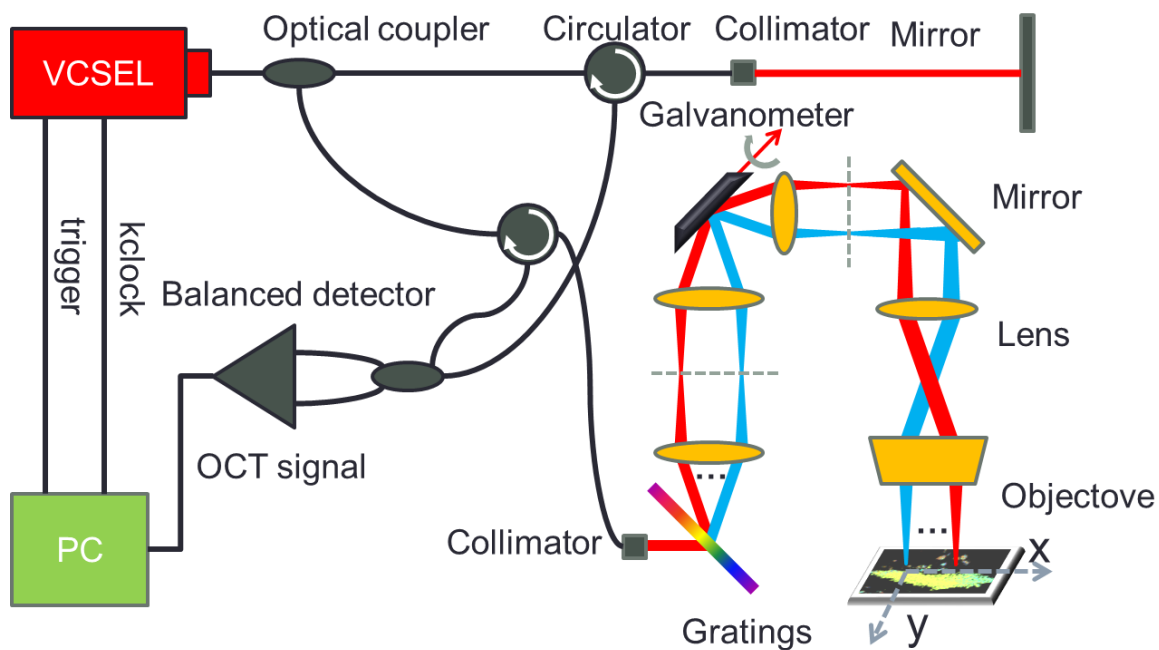 Optical coupler
Circulator
Collimator
Mirror
VCSEL
Galvanometer
Mirror
trigger
kclock
Balanced detector
Lens
OCT signal
...
Objectove
...
PC
Collimator
x
Gratings
y